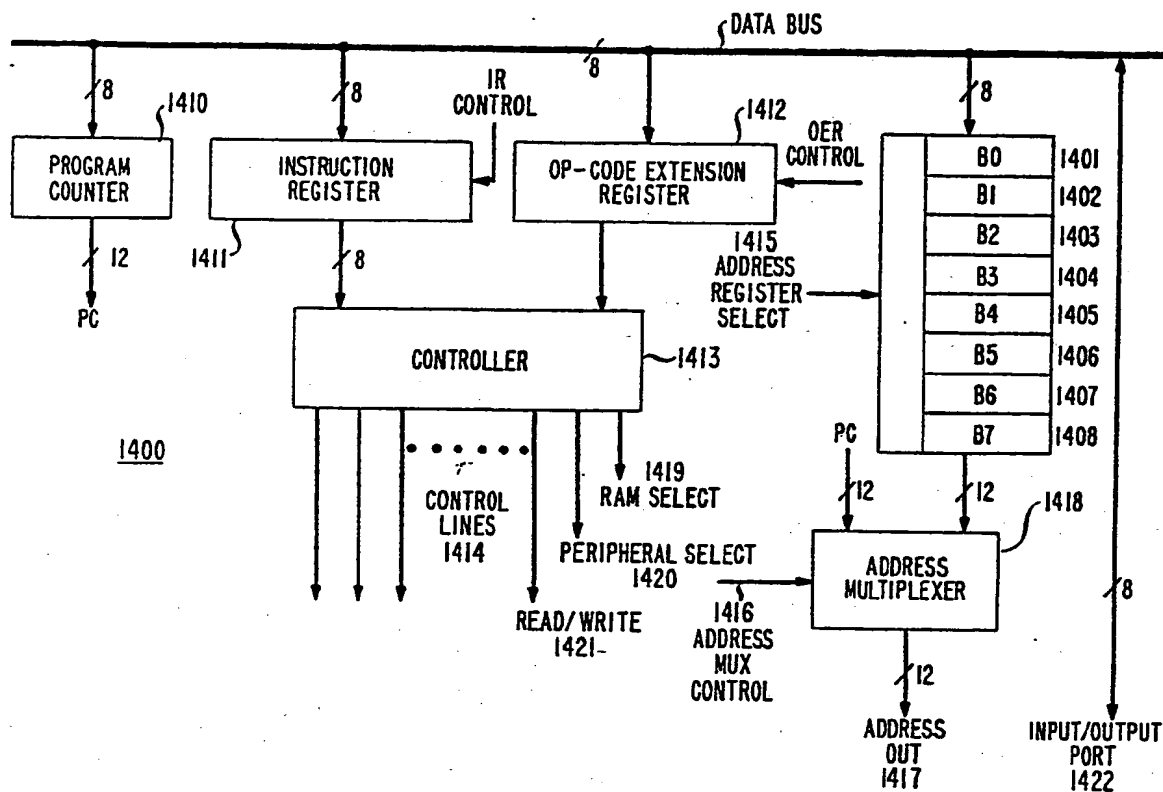 DATA BUS
8
8
8
8
IR
CONTROL
1410
1412
OER
CONTROL
PROGRAM
COUNTER
INSTRUCTION
REGISTER
OP-CODE EXTENSION
REGISTER
B0 1401
B1 1402
B2 1403
B3 1404
B4 1405
B5 1406
B6 1407
B7 1408
1411
12
8
PC
1415
ADDRESS
REGISTER
SELECT
CONTROLLER
1413
1400
PC
12
12
1418
1419
RAM SELECT
CONTROL
LINES
1414
PERIPHERAL SELECT
1420
ADDRESS
MULTIPLEXER
8
READ/WRITE
1421
1416
ADDRESS
MUX
CONTROL
12
ADDRESS
OUT
1417
INPUT/OUTPUT
PORT
1422